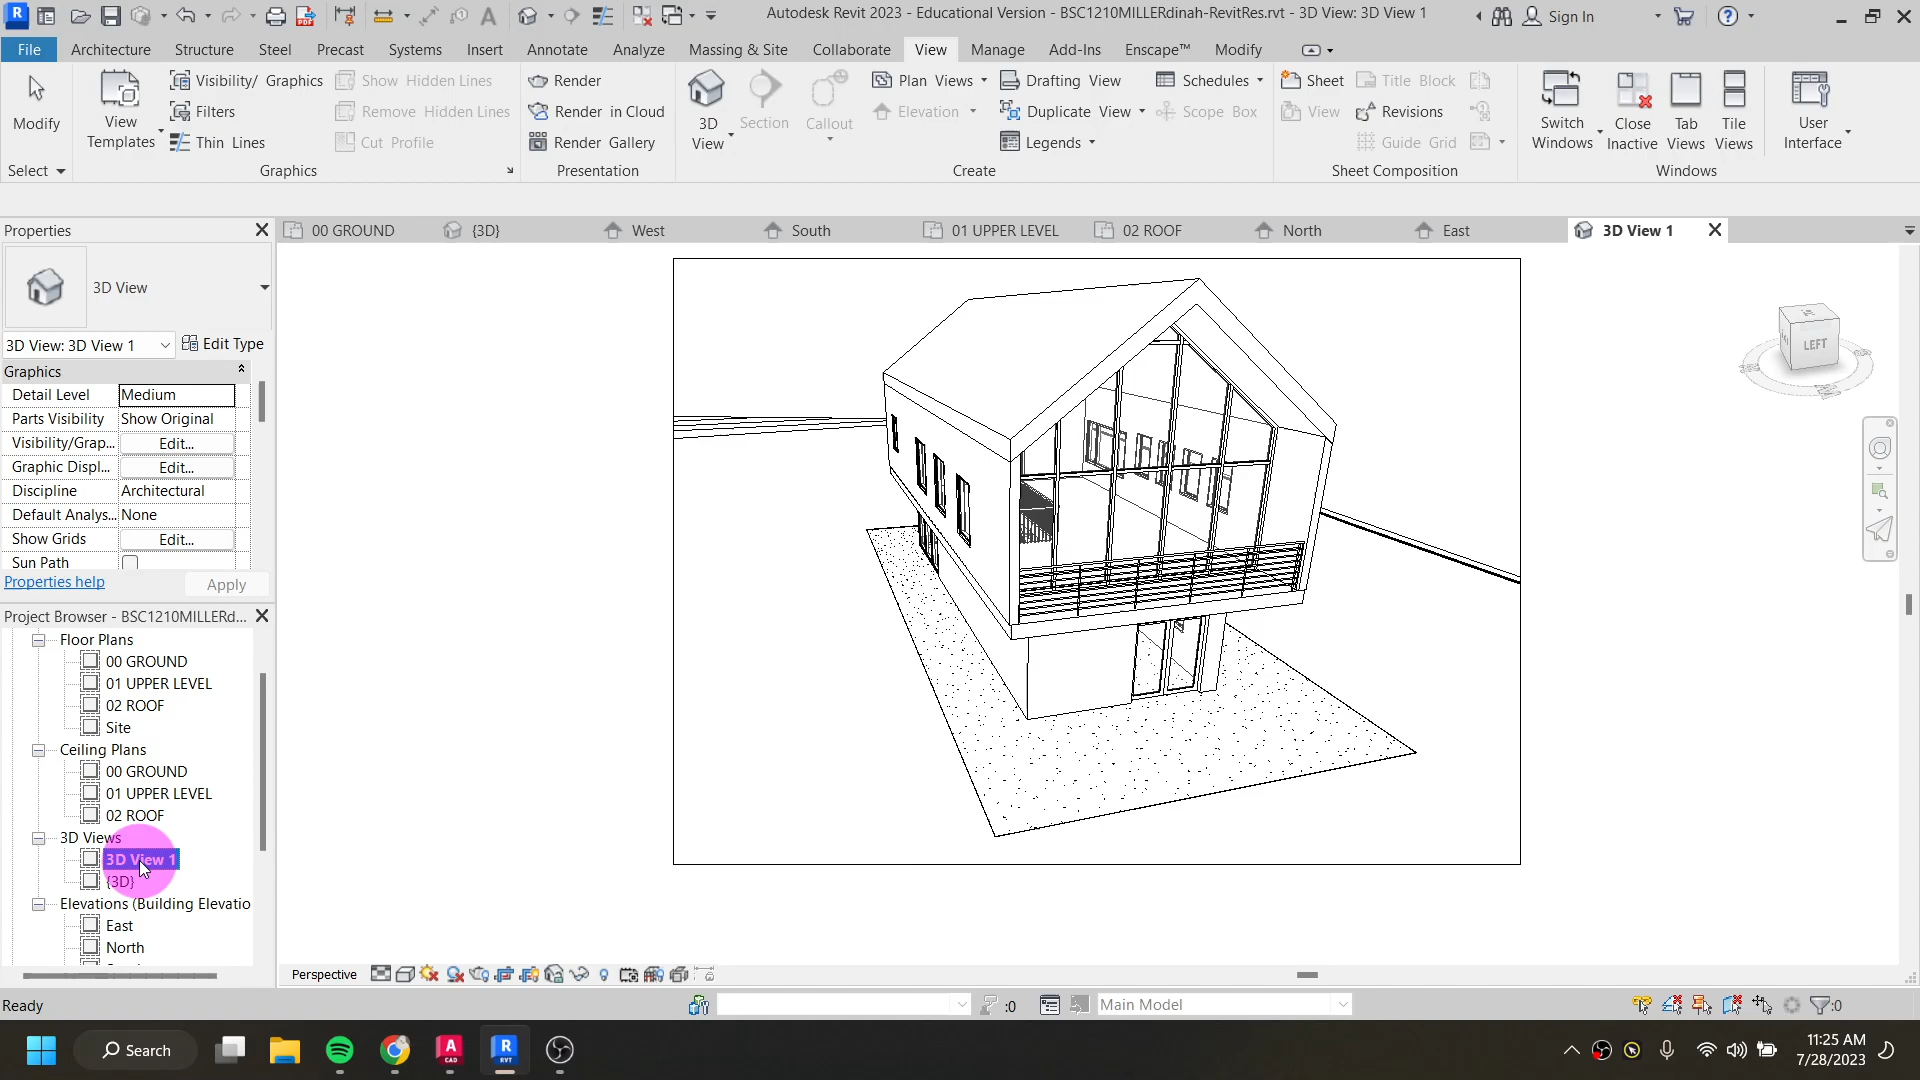 Autodesk Revit 2023 - Educational Version - BSC1210MILLERdinah-RevitRes.rvt - 3D View: 3D View 1
Sign In
File Architecture Structure Steel Precast Systems Insert Annotate Analyze Massing & Site Collaborate View Manage Add-Ins Enscape™ Modify
Modify
View Templates
Visibility/ Graphics
Filters
Thin Lines
Show Hidden Lines
Remove Hidden Lines
Cut Profile
Render
Render in Cloud
Render Gallery
3D View
Section
Callout
Plan Views
Elevation
Drafting View
Duplicate View
Legends
Schedules
Scope Box
Sheet
View
Title Block
Revisions
Guide Grid
Switch Windows
Close Inactive
Tab Views
Tile Views
User Interface
Select Graphics Presentation Create Sheet Composition Windows
Properties
00 GROUND {3D} West South 01 UPPER LEVEL 02 ROOF North East 3D View 1
3D View
3D View: 3D View 1 Edit Type
Graphics
Detail Level Medium
Parts Visibility Show Original
Visibility/Grap... Edit...
Graphic Displ... Edit...
Discipline Architectural
Default Analys... None
Show Grids Edit...
Sun Path
Properties help Apply
LEFT
Project Browser - BSC1210MILLERd...
Floor Plans
00 GROUND
01 UPPER LEVEL
02 ROOF
Site
Ceiling Plans
00 GROUND
01 UPPER LEVEL
02 ROOF
3D Views
3D View 1
{3D}
Elevations (Building Elevatio
East
North
Perspective
Ready
:0
Main Model
:0
Search
11:25 AM
7/28/2023